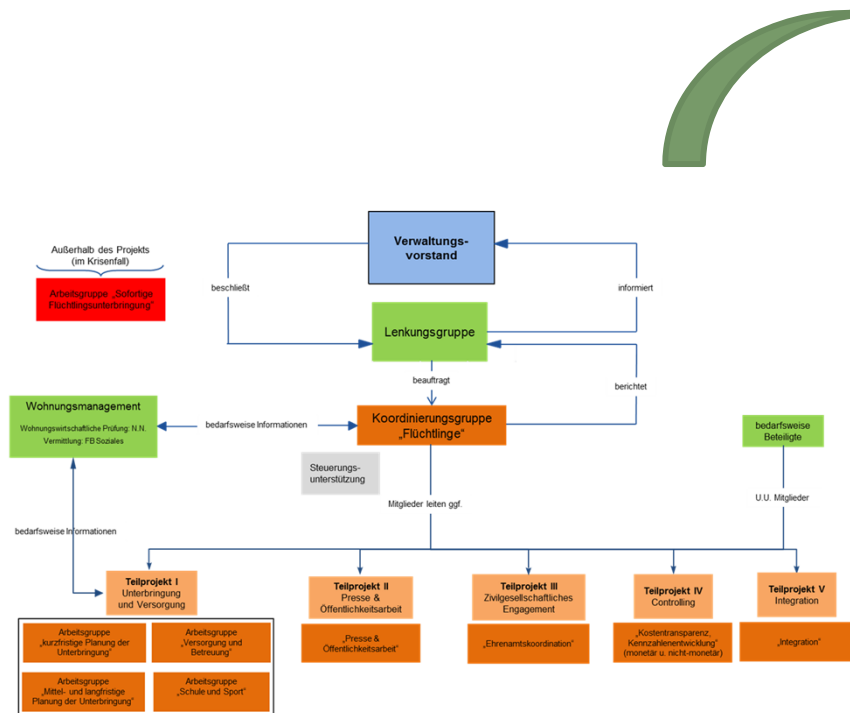 Verwaltungs-
vorstand
Außerhalb des Projekts
(im Krisenfall)
Arbeitsgruppe „Sofortige
Flüchtlingsunterbringung"
beschließt
informiert
Lenkungsgruppe
beauftragt
berichtet
Wohnungsmanagement
Wohnungswirtschaftliche Prüfung: N.N.
Vermittlung: FB Soziales
bedarfsweise Informationen
Koordinierungsgruppe
„Flüchtlinge"
bedarfsweise
Beteiligte
Steuerungs-
unterstützung
Mitglieder leiten ggf.
U.U. Mitglieder
bedarfsweise Informationen
Teilprojekt I
Unterbringung
und Versorgung
Teilprojekt II
Presse &
Öffentlichkeitsarbeit
Teilprojekt III
Zivilgesellschaftliches
Engagement
Teilprojekt IV
Controlling
Teilprojekt V
Integration
Arbeitsgruppe
„kurzfristige Planung der
Unterbringung"
Arbeitsgruppe
„Versorgung und
Betreuung"
„Presse &
Öffentlichkeitsarbeit"
„Ehrenamtskoordination"
„Kostentransparenz,
Kennzahlenentwicklung"
(monetär u. nicht-monetär)
„Integration"
Arbeitsgruppe
„Mittel- und langfristige
Planung der Unterbringung"
Arbeitsgruppe
„Schule und Sport"